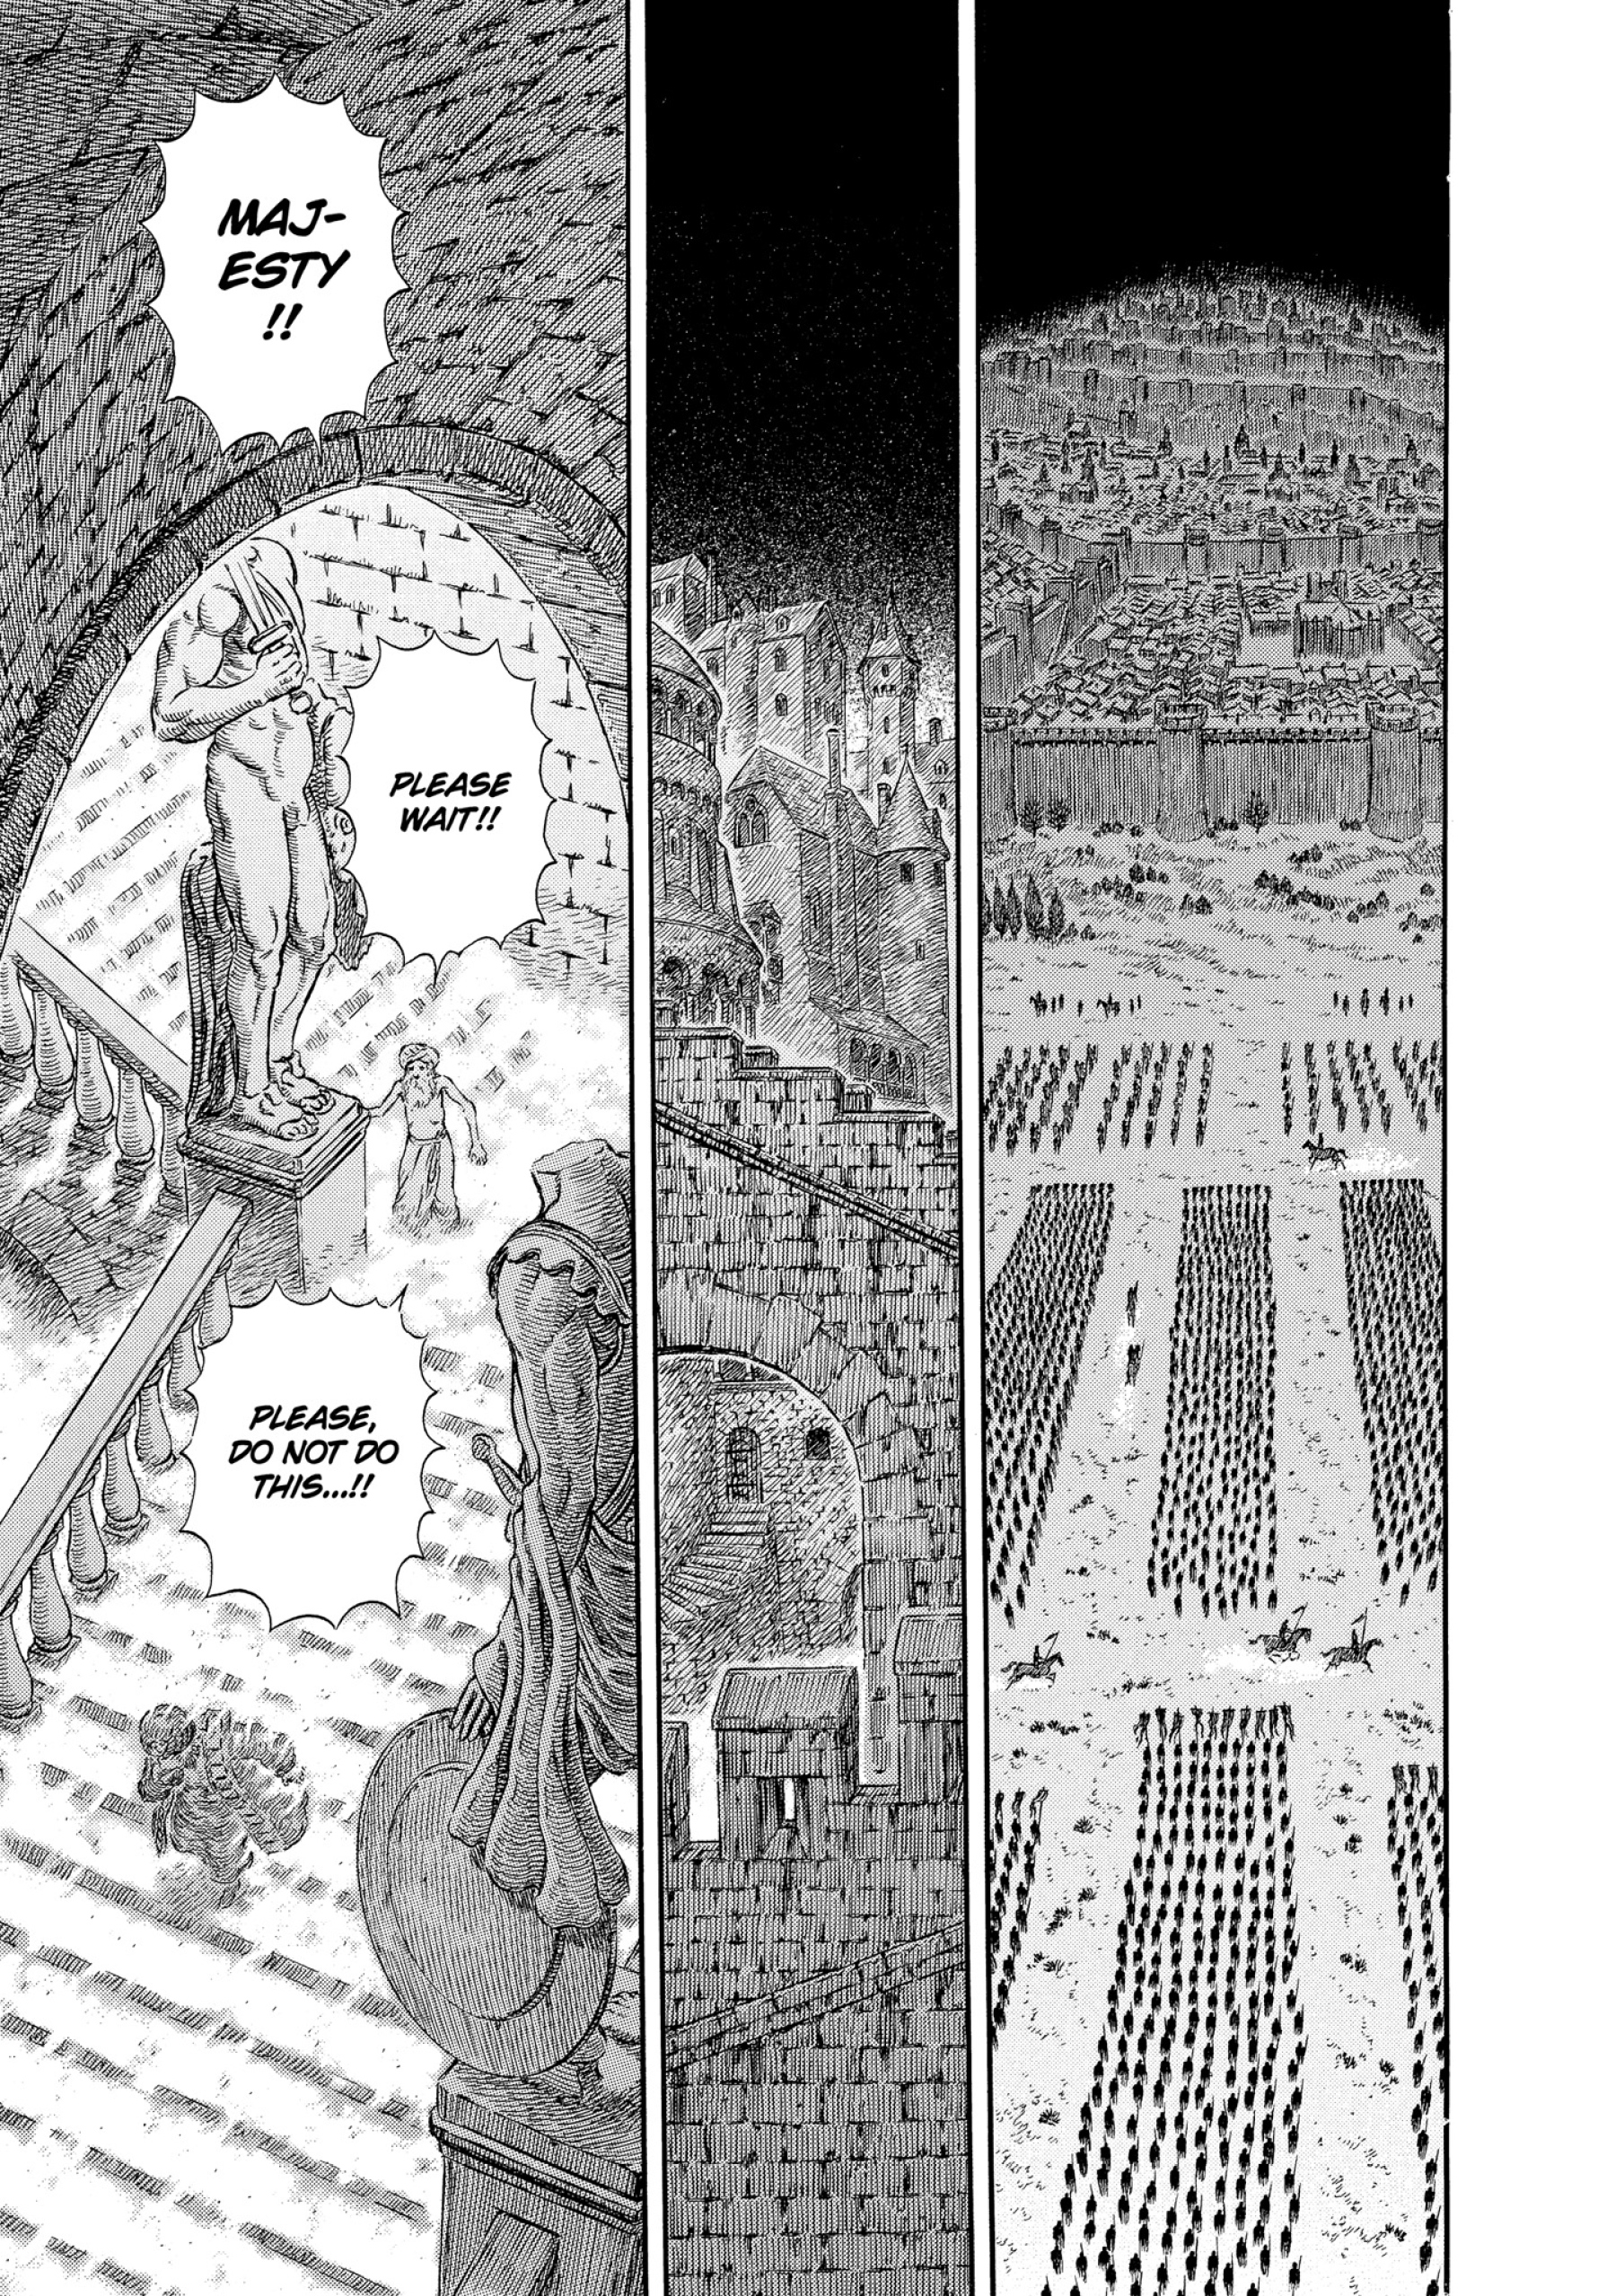 MAJ-
ESTY
!!
PLEASE
WAIT!!
PLEASE,
DO NOT DO
THIS...!!